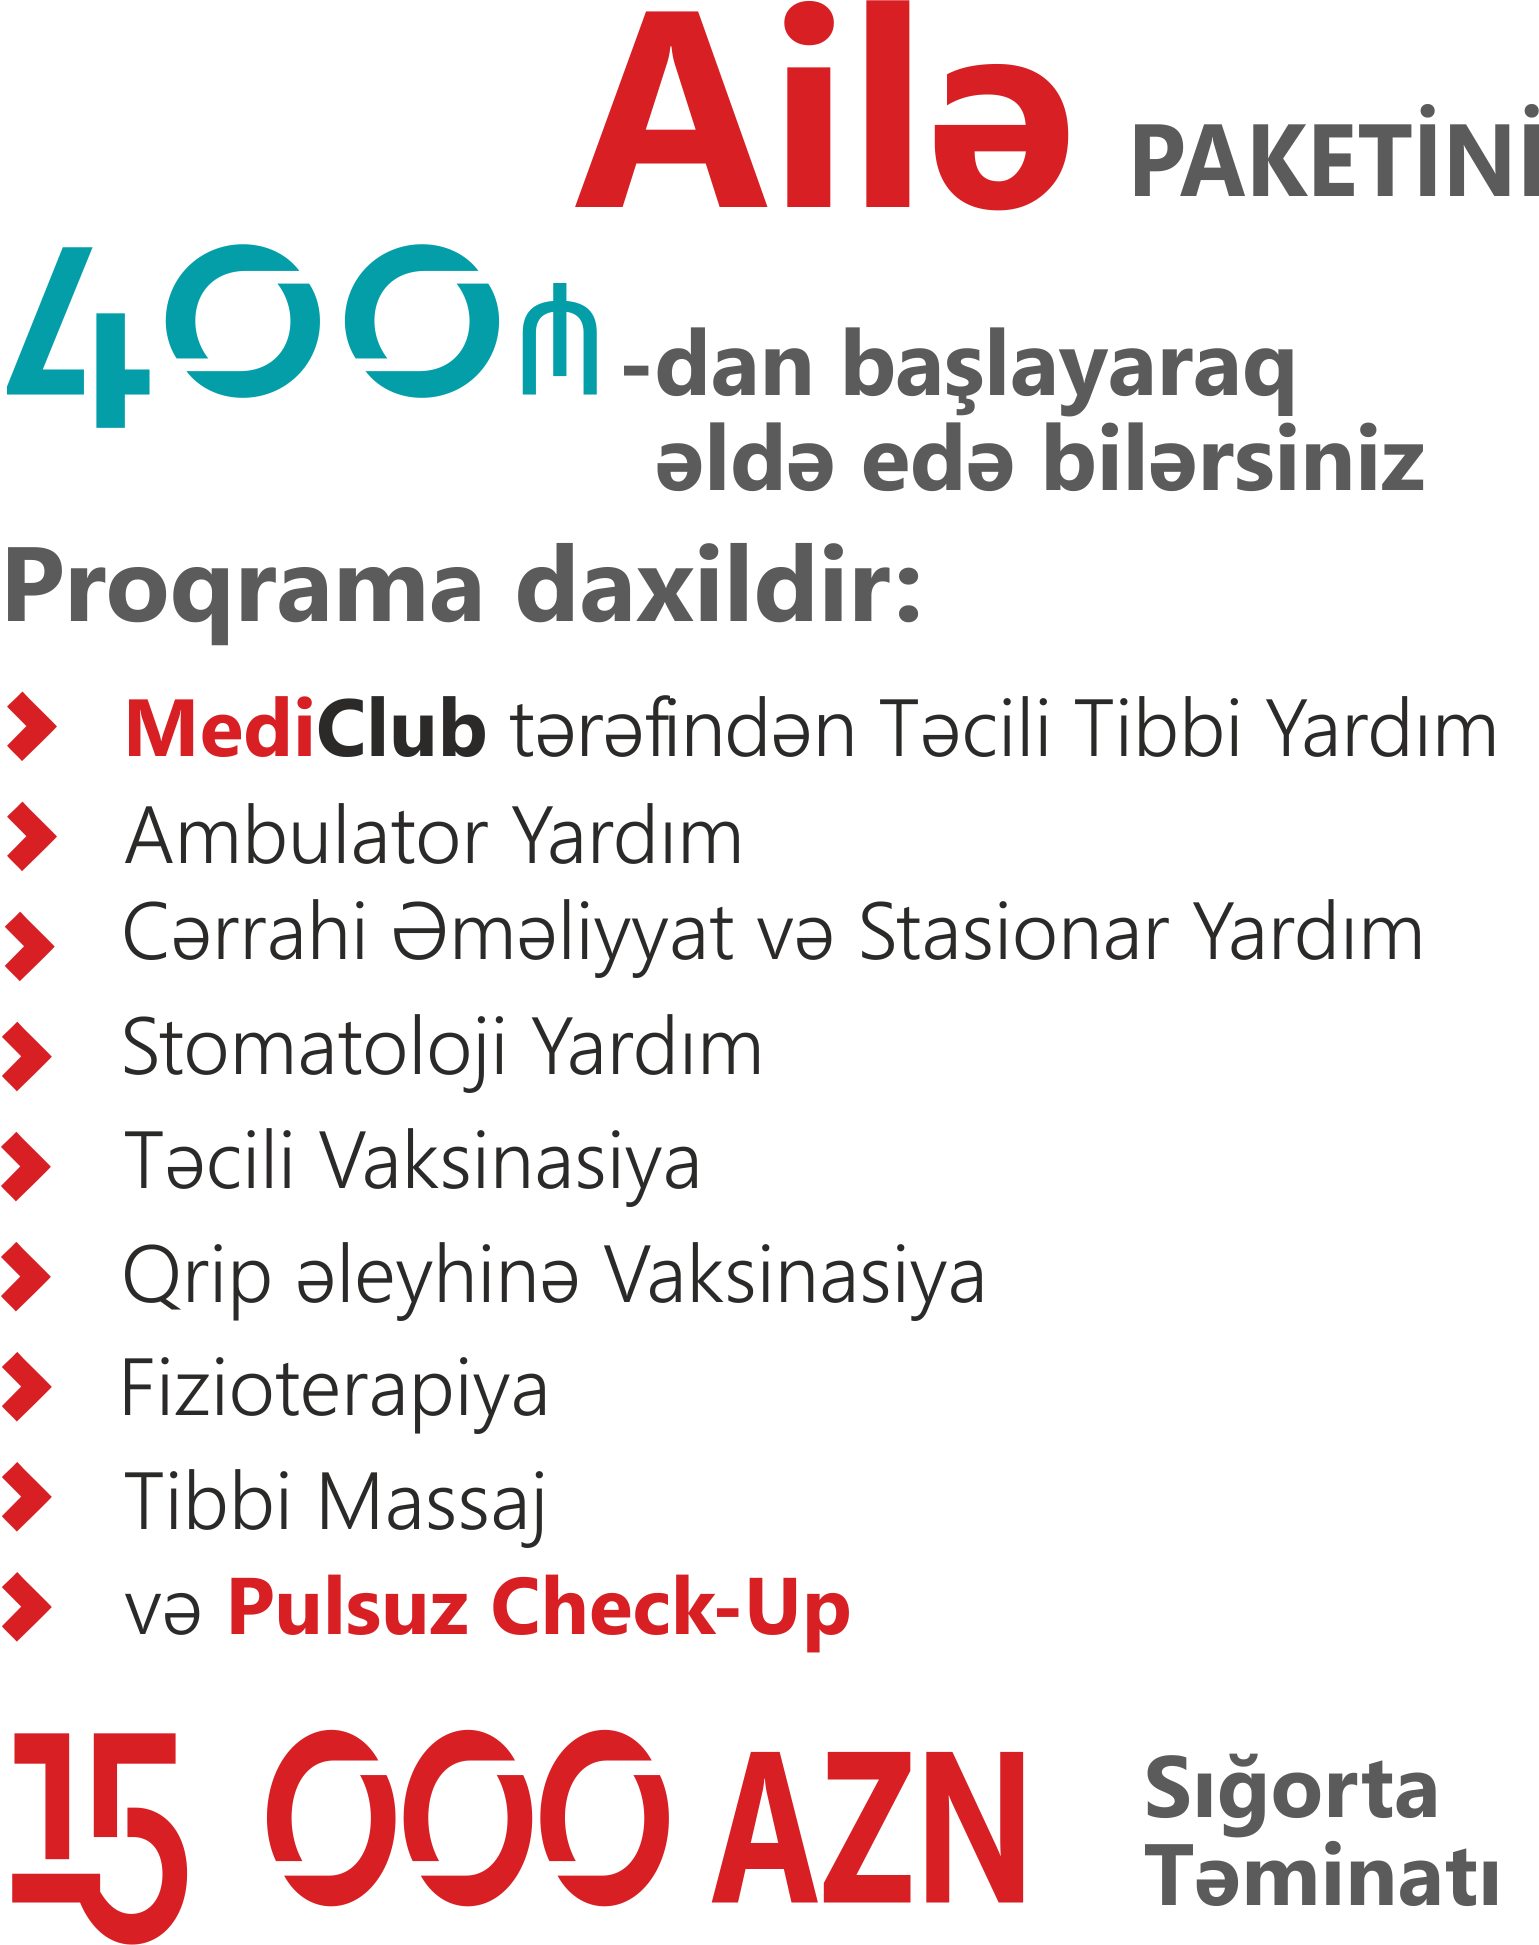 Ailə PAKETİNİ
400₼-dan başlayaraq
əldə edə bilərsiniz
Proqrama daxildir:
MediClub tərəfindən Təcili Tibbi Yardım
Ambulator Yardım
Cərrahi Əməliyyat və Stasionar Yardım
Stomatoloji Yardım
Təcili Vaksinasiya
Qrip əleyhinə Vaksinasiya
Fizioterapiya
Tibbi Massaj
və Pulsuz Check-Up
15 000 AZN
Sığorta
Təminatı